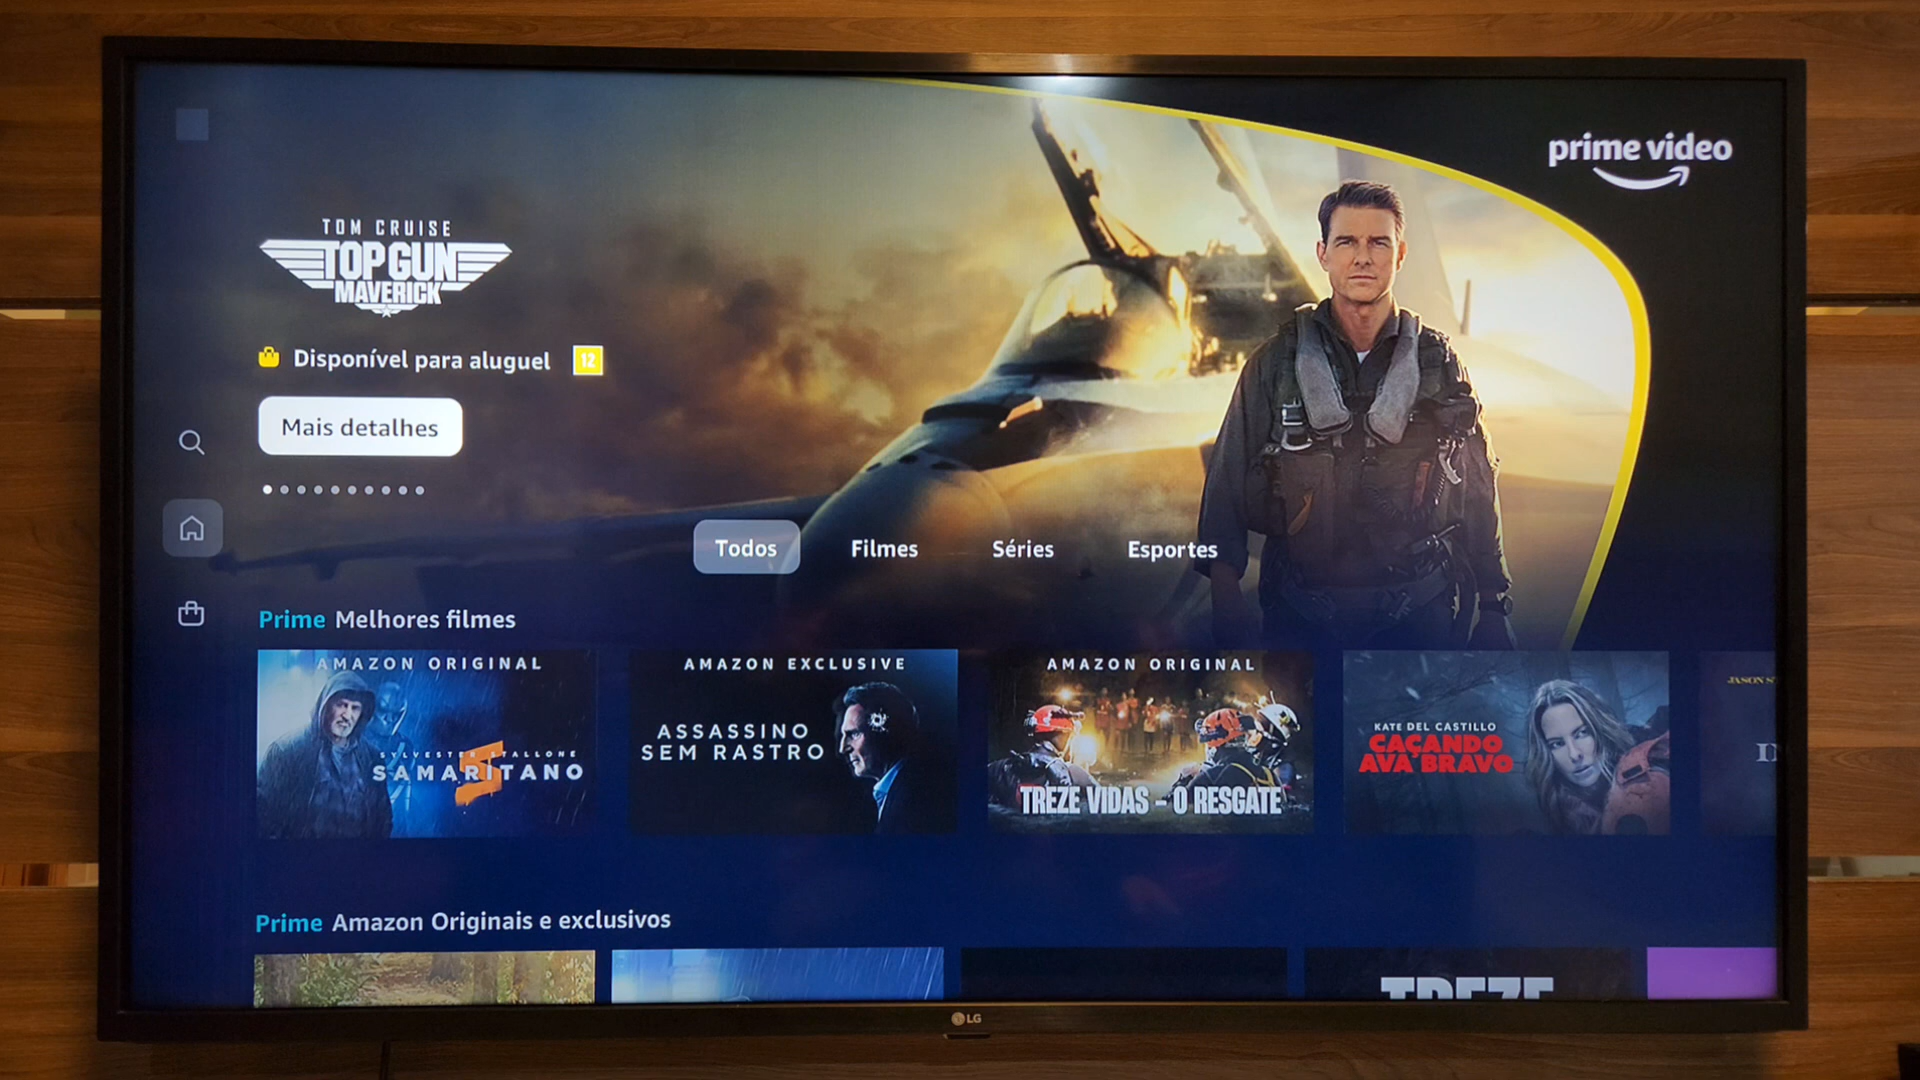 prime video
TOM CRUISE
TOP GUN
MAVERICK
Disponível para aluguel 12
Mais detalhes
Todos Filmes Séries Esportes
Prime Melhores filmes
AMAZON ORIGINAL
SYLVESTER STALLONE
SAMARITANO
AMAZON EXCLUSIVE
ASSASSINO
SEM RASTRO
AMAZON ORIGINAL
TREZE VIDAS - O RESGATE
KATE DEL CASTILLO
CAÇANDO
AVA BRAVO
JASON
Prime Amazon Originais e exclusivos
TREZE
LG